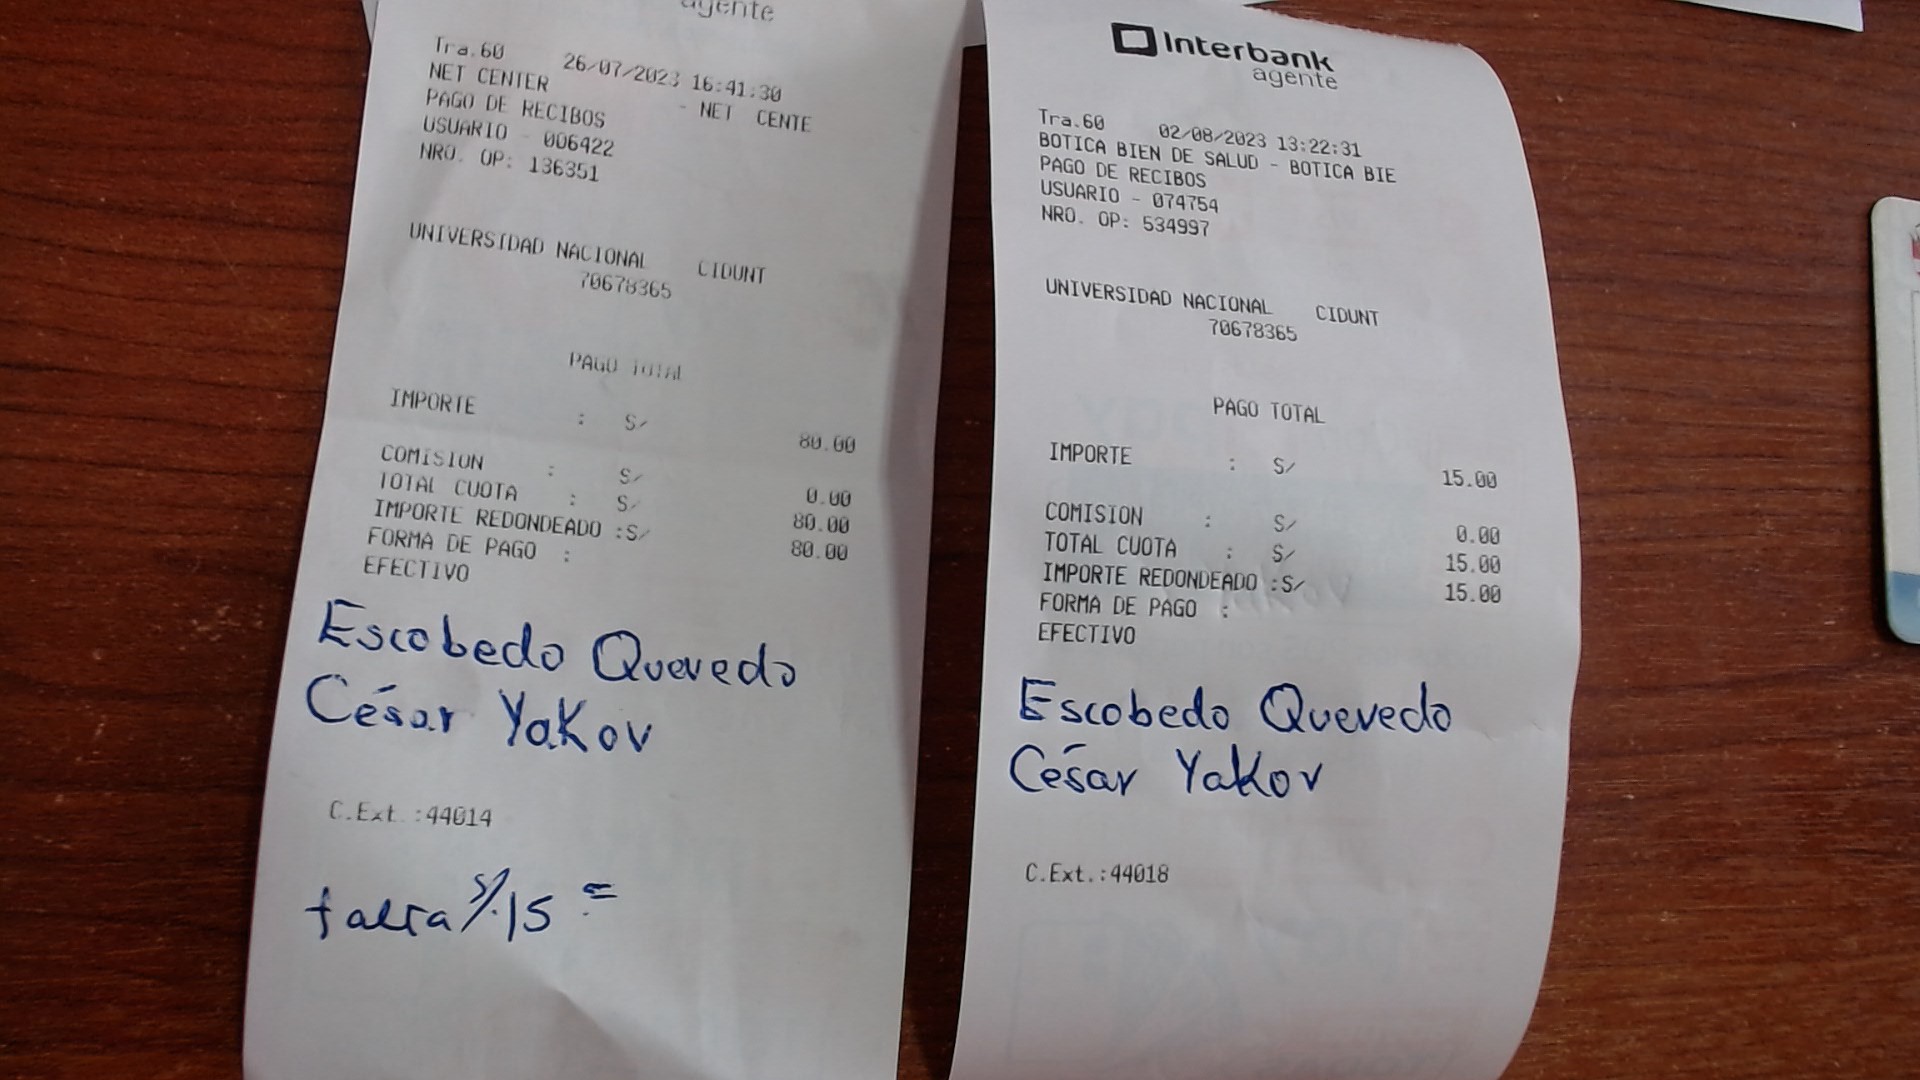 agente
Tra.60 26/07/2023 16:41:30
NET CENTER - NET CENTE
PAGO DE RECIBOS
USUARIO - 006422
NRO. OP: 136351
UNIVERSIDAD NACIONAL CIDUNT
70678365
PAGO TOTAL
IMPORTE : S/ 80.00
COMISION : S/ 0.00
TOTAL CUOTA : S/ 80.00
IMPORTE REDONDEADO :S/ 80.00
FORMA DE PAGO :
EFECTIVO
Escobedo Quevedo
César Yakov
C.Ext.:44014
falta S/.15 =
Interbank
agente
Tra.60 02/08/2023 13:22:31
BOTICA BIEN DE SALUD - BOTICA BIE
PAGO DE RECIBOS
USUARIO - 074754
NRO. OP: 534997
UNIVERSIDAD NACIONAL CIDUNT
70678365
PAGO TOTAL
IMPORTE : S/ 15.00
COMISION : S/ 0.00
TOTAL CUOTA : S/ 15.00
IMPORTE REDONDEADO :S/ 15.00
FORMA DE PAGO :
EFECTIVO
Escobedo Quevedo
César Yakov
C.Ext.:44018